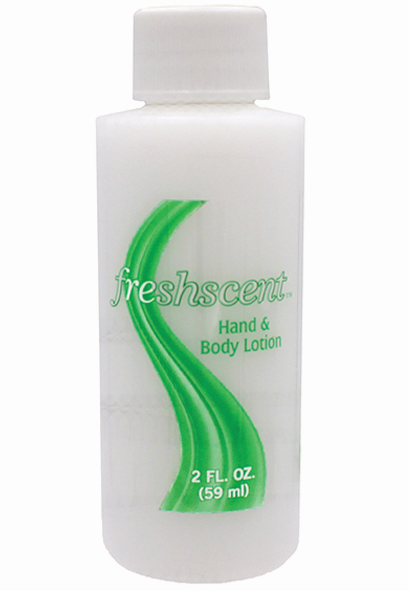 freshscent™
Hand &
Body Lotion
2 FL. OZ.
(59 ml)